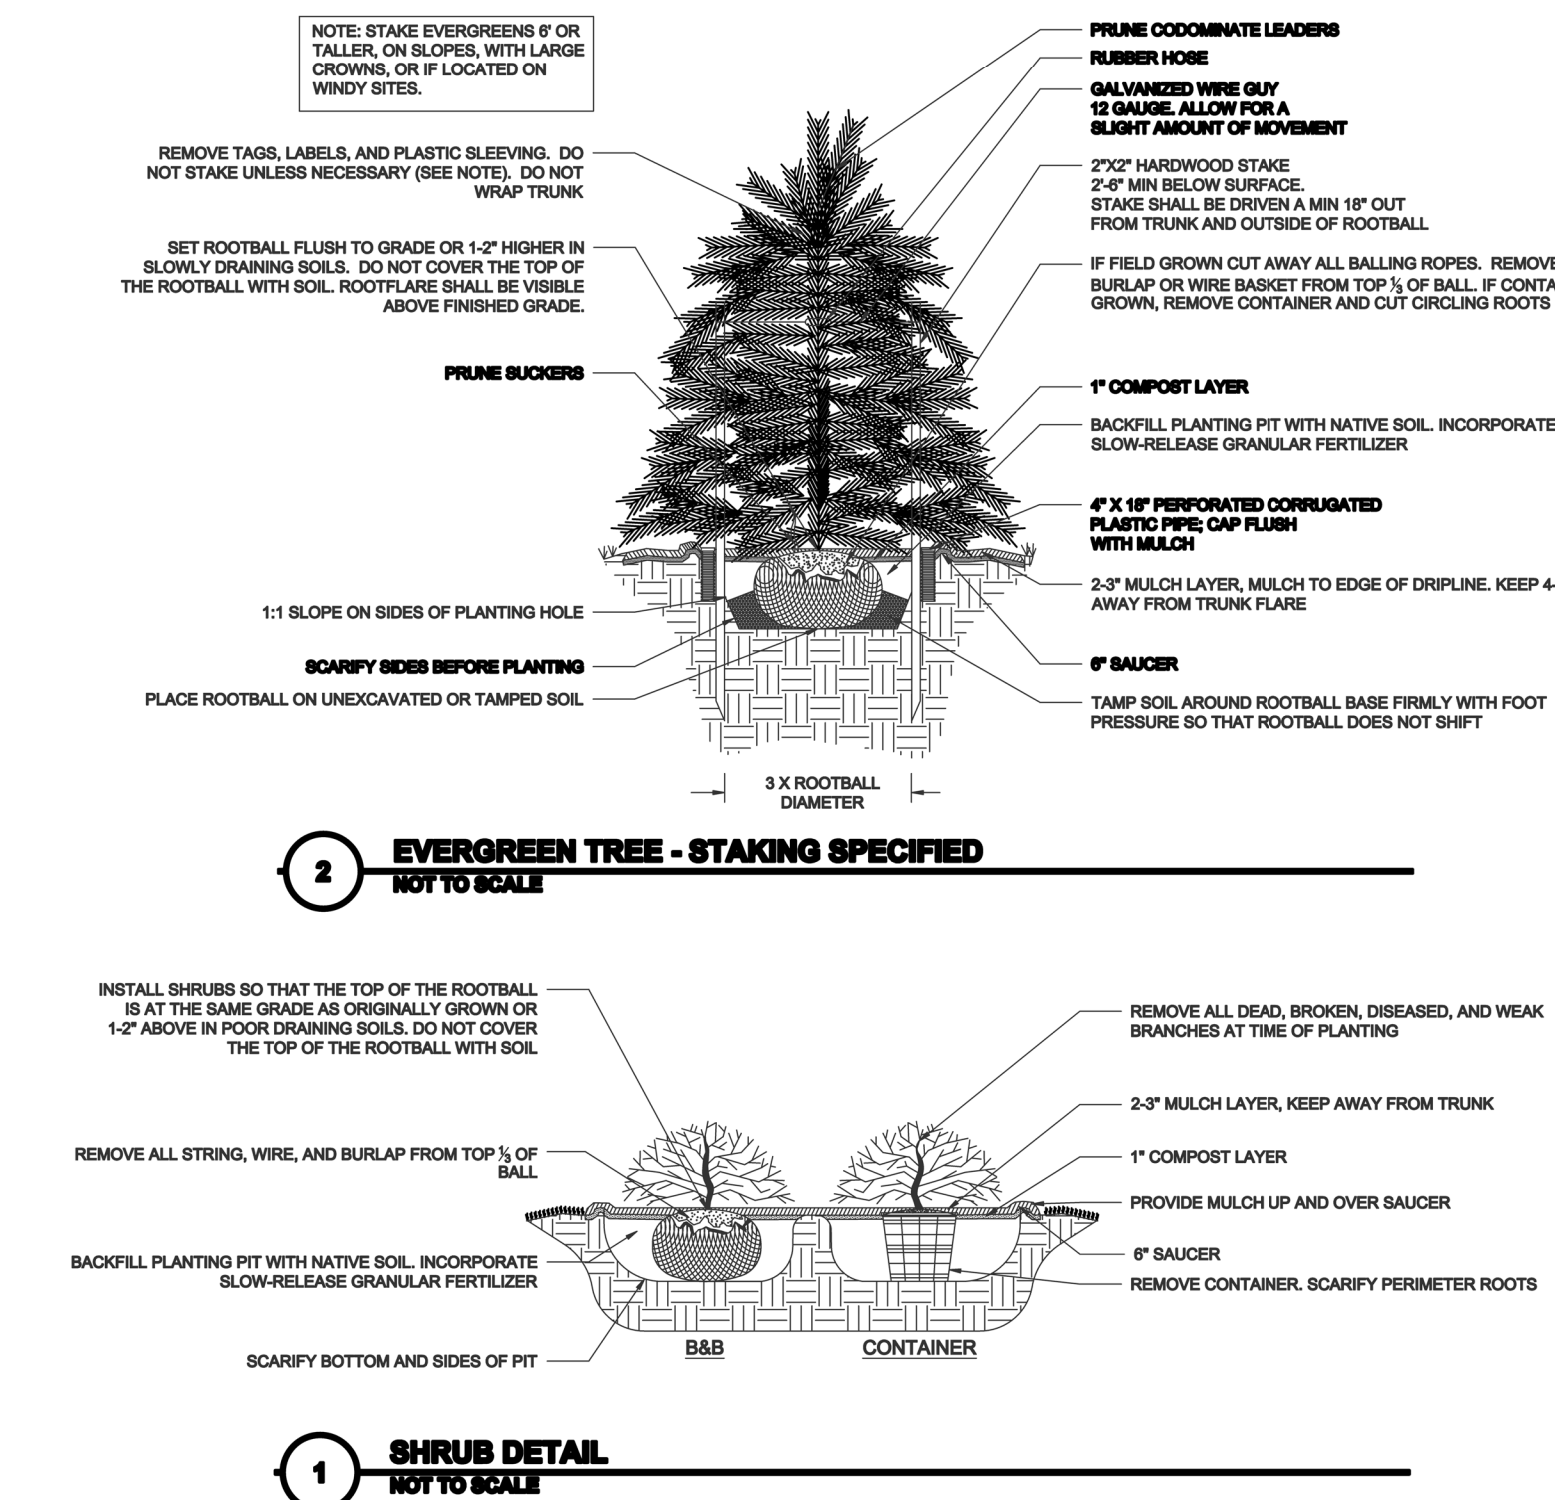 NOTE: STAKE EVERGREENS 6' OR
TALLER, ON SLOPES, WITH LARGE
CROWNS, OR IF LOCATED ON
WINDY SITES.
REMOVE TAGS, LABELS, AND PLASTIC SLEEVING. DO
NOT STAKE UNLESS NECESSARY (SEE NOTE). DO NOT
WRAP TRUNK
SET ROOTBALL FLUSH TO GRADE OR 1-2" HIGHER IN
SLOWLY DRAINING SOILS. DO NOT COVER THE TOP OF
THE ROOTBALL WITH SOIL. ROOTFLARE SHALL BE VISIBLE
ABOVE FINISHED GRADE.
PRUNE SUCKERS
1:1 SLOPE ON SIDES OF PLANTING HOLE
SCARIFY SIDES BEFORE PLANTING
PLACE ROOTBALL ON UNEXCAVATED OR TAMPED SOIL
PRUNE CODOMINATE LEADERS
RUBBER HOSE
GALVANIZED WIRE GUY
12 GAUGE. ALLOW FOR A
SLIGHT AMOUNT OF MOVEMENT
2"X2" HARDWOOD STAKE
2'-6" MIN BELOW SURFACE.
STAKE SHALL BE DRIVEN A MIN 18" OUT
FROM TRUNK AND OUTSIDE OF ROOTBALL
IF FIELD GROWN CUT AWAY ALL BALLING ROPES. REMOVE
BURLAP OR WIRE BASKET FROM TOP ⅓ OF BALL. IF CONTA
GROWN, REMOVE CONTAINER AND CUT CIRCLING ROOTS
1" COMPOST LAYER
BACKFILL PLANTING PIT WITH NATIVE SOIL. INCORPORATE
SLOW-RELEASE GRANULAR FERTILIZER
4" X 18" PERFORATED CORRUGATED
PLASTIC PIPE; CAP FLUSH
WITH MULCH
2-3" MULCH LAYER, MULCH TO EDGE OF DRIPLINE. KEEP 4-
AWAY FROM TRUNK FLARE
6" SAUCER
TAMP SOIL AROUND ROOTBALL BASE FIRMLY WITH FOOT
PRESSURE SO THAT ROOTBALL DOES NOT SHIFT
3 X ROOTBALL
DIAMETER
2
EVERGREEN TREE - STAKING SPECIFIED
NOT TO SCALE
INSTALL SHRUBS SO THAT THE TOP OF THE ROOTBALL
IS AT THE SAME GRADE AS ORIGINALLY GROWN OR
1-2" ABOVE IN POOR DRAINING SOILS. DO NOT COVER
THE TOP OF THE ROOTBALL WITH SOIL
REMOVE ALL STRING, WIRE, AND BURLAP FROM TOP ⅓ OF
BALL
BACKFILL PLANTING PIT WITH NATIVE SOIL. INCORPORATE
SLOW-RELEASE GRANULAR FERTILIZER
SCARIFY BOTTOM AND SIDES OF PIT
REMOVE ALL DEAD, BROKEN, DISEASED, AND WEAK
BRANCHES AT TIME OF PLANTING
2-3" MULCH LAYER, KEEP AWAY FROM TRUNK
1" COMPOST LAYER
PROVIDE MULCH UP AND OVER SAUCER
6" SAUCER
REMOVE CONTAINER. SCARIFY PERIMETER ROOTS
B&B
CONTAINER
1
SHRUB DETAIL
NOT TO SCALE